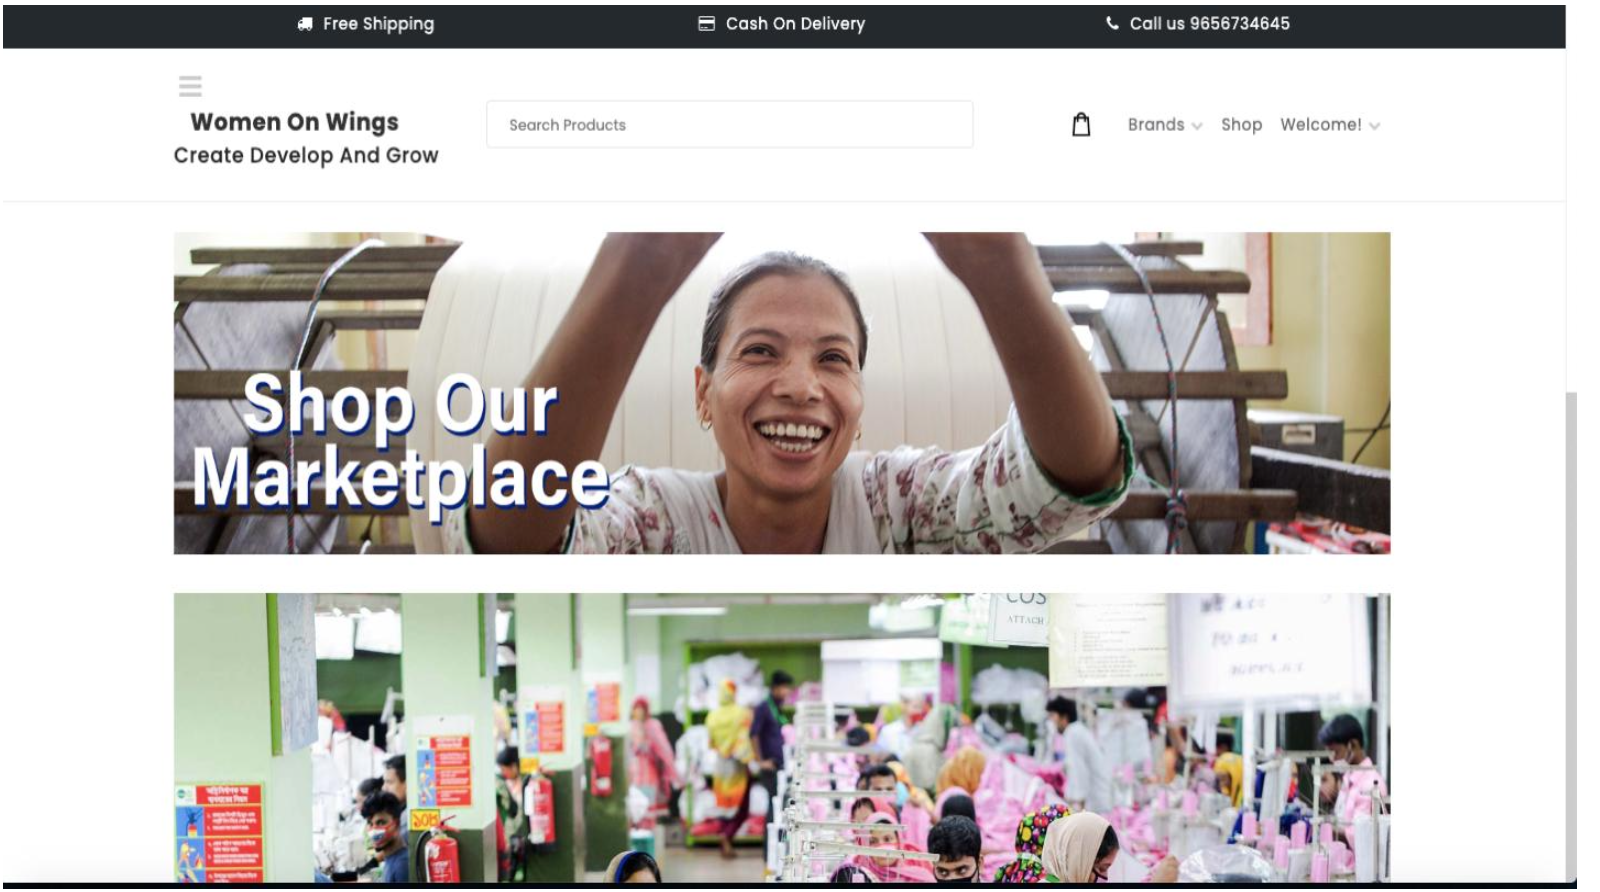 Free Shipping
Cash On Delivery
Call us 9656734645
Women On Wings
Create Develop And Grow
Search Products
Brands
Shop
Welcome!
Shop Our
Marketplace
COS
ATTACH
১০৮